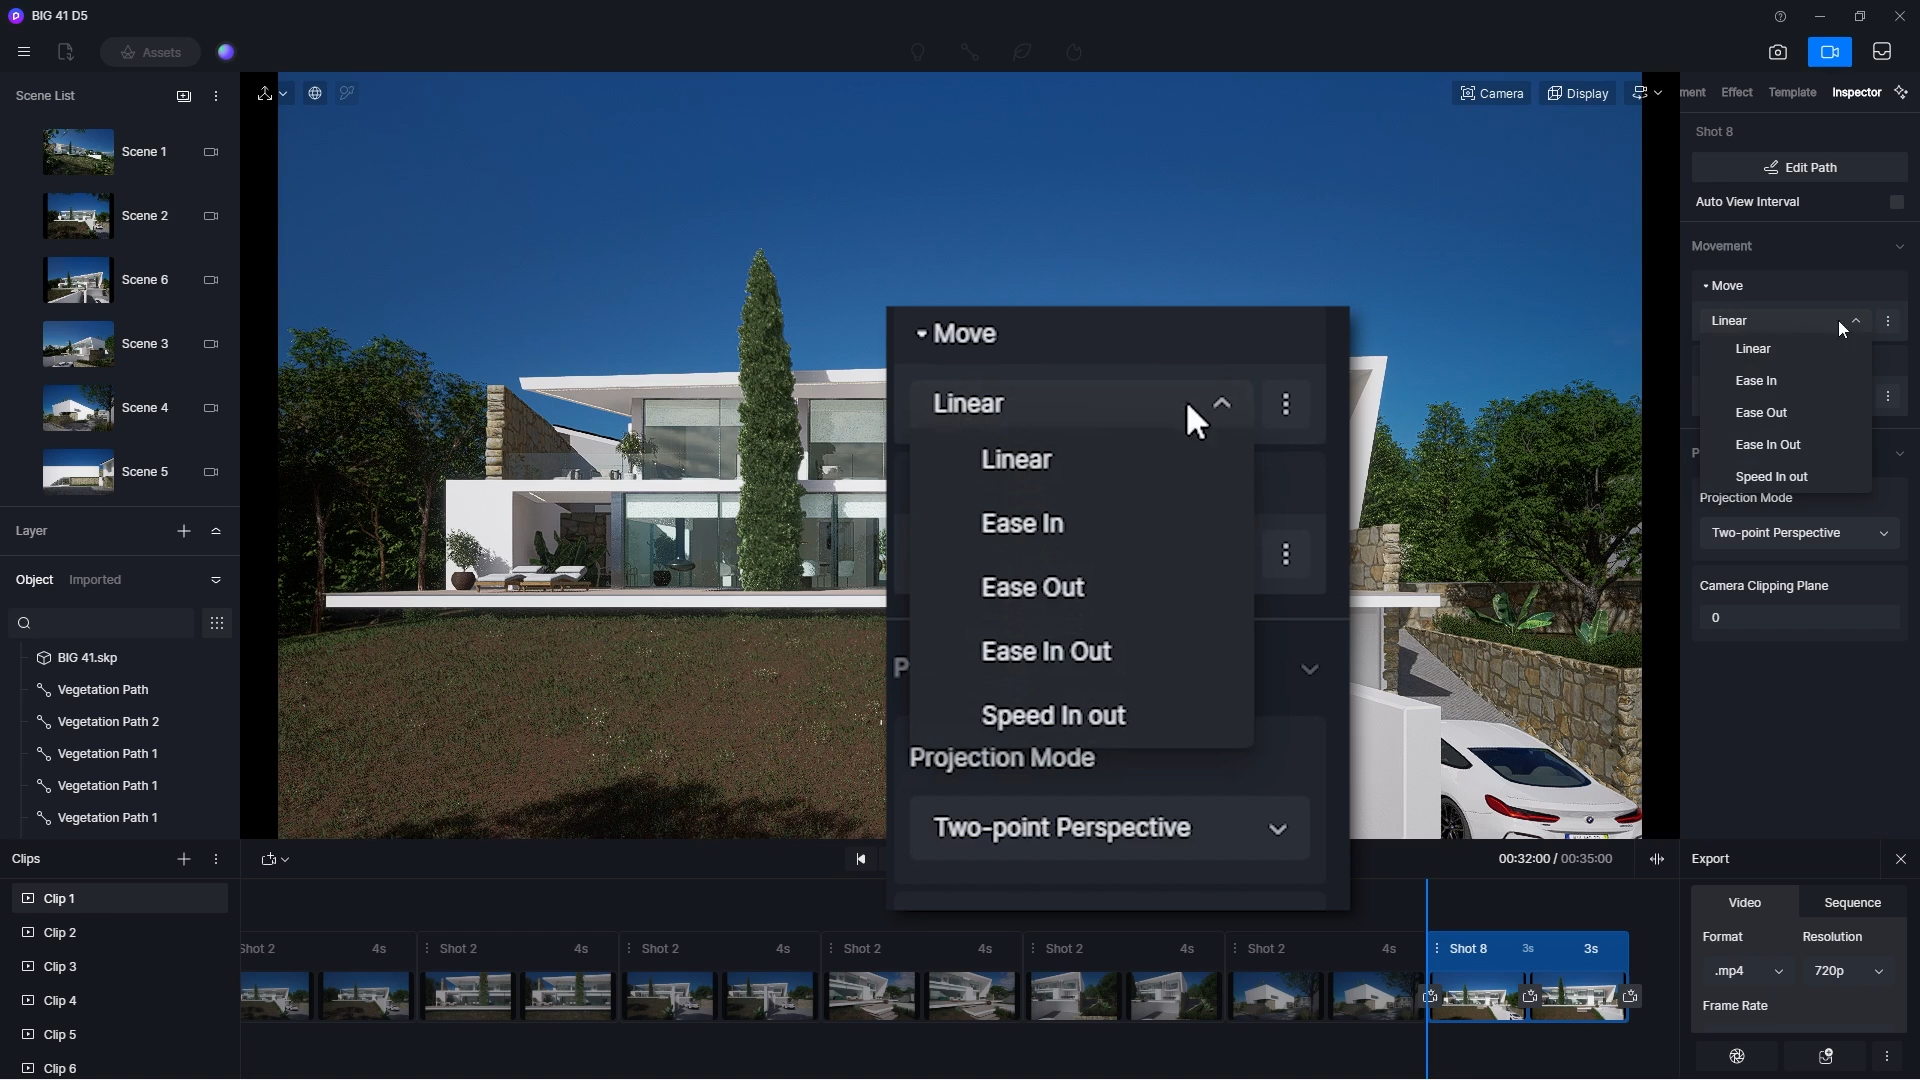 BIG 41 D5
Assets
Scene List
Scene 1
Scene 2
Scene 6
Scene 3
Scene 4
Scene 5
Layer
Object Imported
BIG 41.skp
Vegetation Path
Vegetation Path 2
Vegetation Path 1
Vegetation Path 1
Vegetation Path 1
Camera
Display
Move
Linear
Linear
Ease In
Ease Out
Ease In Out
Speed In out
P
Projection Mode
Two-point Perspective
ment Effect Template Inspector
Shot 8
Edit Path
Auto View Interval
Movement
Move
Linear
Linear
Ease In
Ease Out
Ease In Out
Speed In out
P
Projection Mode
Two-point Perspective
Camera Clipping Plane
0
Clips
Clip 1
Clip 2
Clip 3
Clip 4
Clip 5
Clip 6
00:32:00 / 00:35:00
Shot 2 4s
Shot 2 4s
Shot 2 4s
Shot 2 4s
Shot 2 4s
Shot 2 4s
Shot 8 3s 3s
Export
Video Sequence
Format Resolution
.mp4 720p
Frame Rate